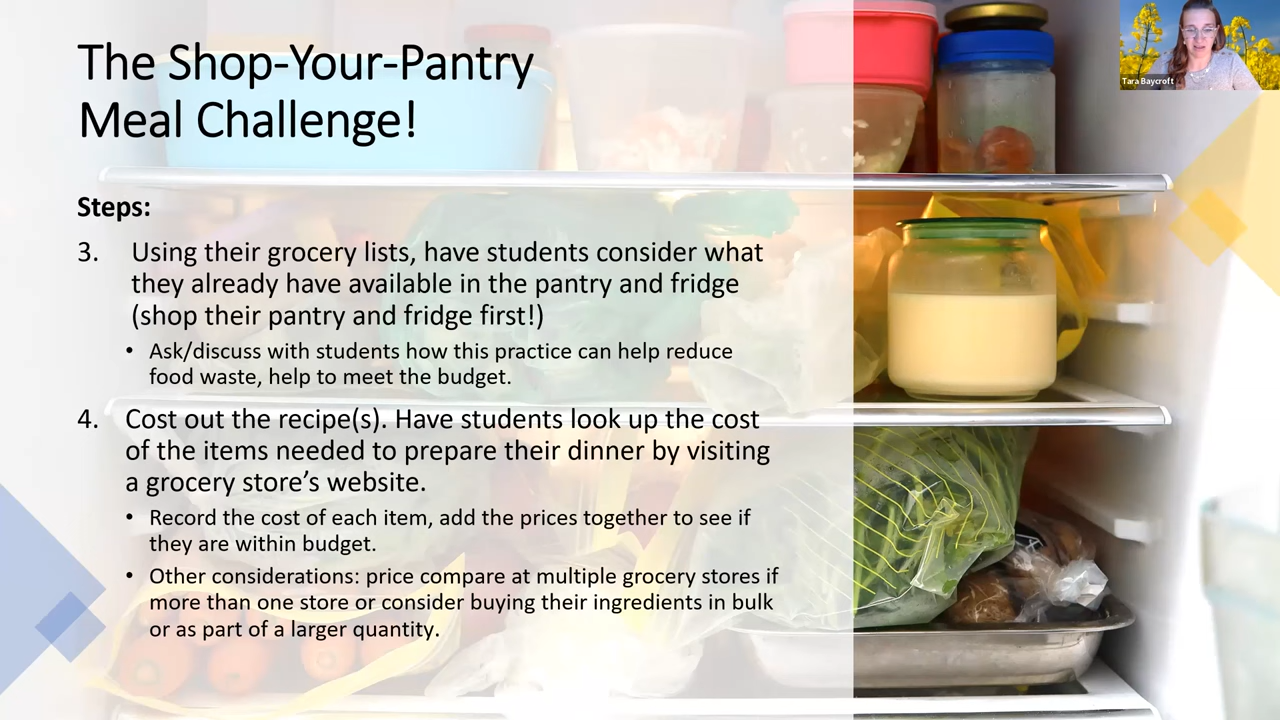 The Shop-Your-Pantry
Meal Challenge!
Tara Baycroft
Steps:
3. Using their grocery lists, have students consider what
they already have available in the pantry and fridge
(shop their pantry and fridge first!)
• Ask/discuss with students how this practice can help reduce
food waste, help to meet the budget.
4. Cost out the recipe(s). Have students look up the cost
of the items needed to prepare their dinner by visiting
a grocery store’s website.
• Record the cost of each item, add the prices together to see if
they are within budget.
• Other considerations: price compare at multiple grocery stores if
more than one store or consider buying their ingredients in bulk
or as part of a larger quantity.